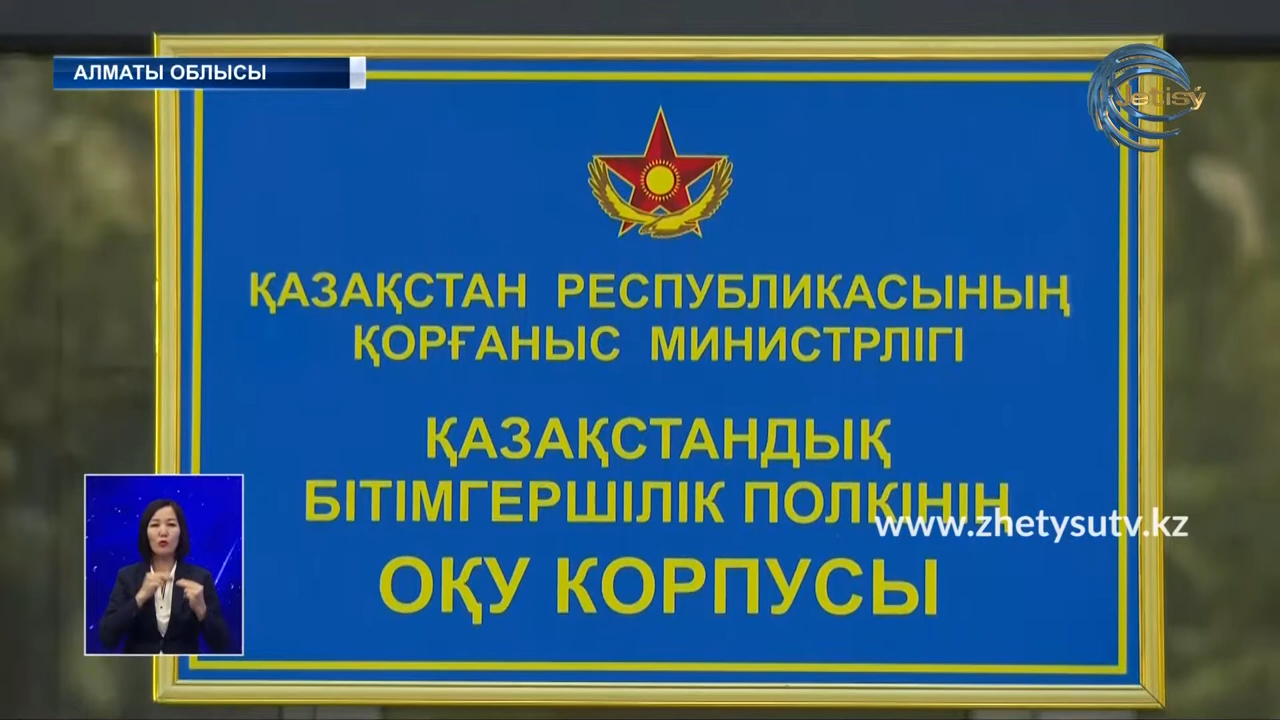 АЛМАТЫ ОБЛЫСЫ
Jetisý
ҚАЗАҚСТАН РЕСПУБЛИКАСЫНЫҢ
ҚОРҒАНЫС МИНИСТРЛІГІ
ҚАЗАҚСТАНДЫҚ
БІТІМГЕРШІЛІК ПОЛКІНІҢ
www.zhetysutv.kz
ОҚУ КОРПУСЫ